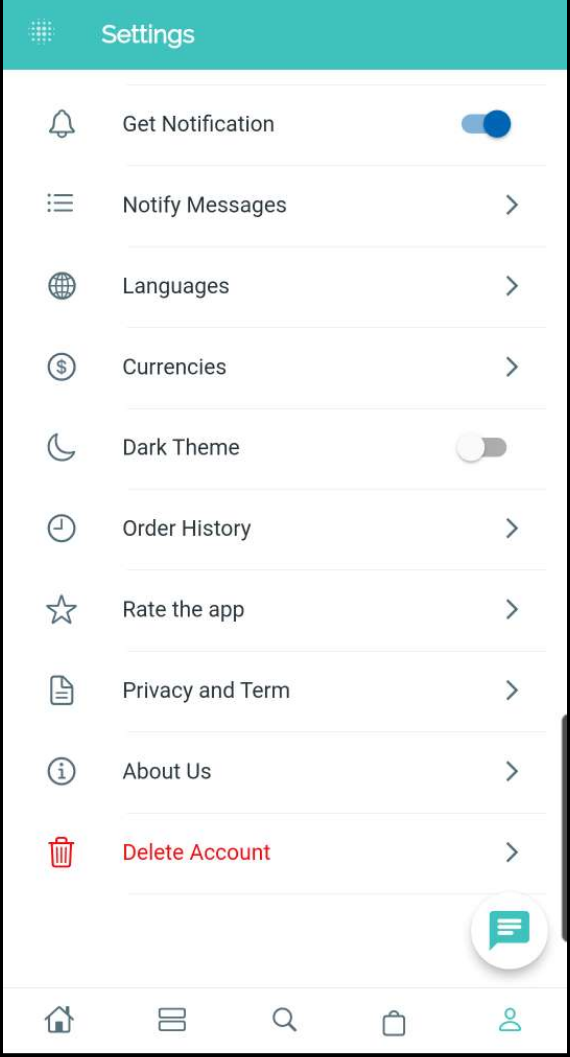 Settings
Get Notification
Notify Messages
Languages
$
Currencies
Dark Theme
Order History
Rate the app
Privacy and Term
About Us
Delete Account